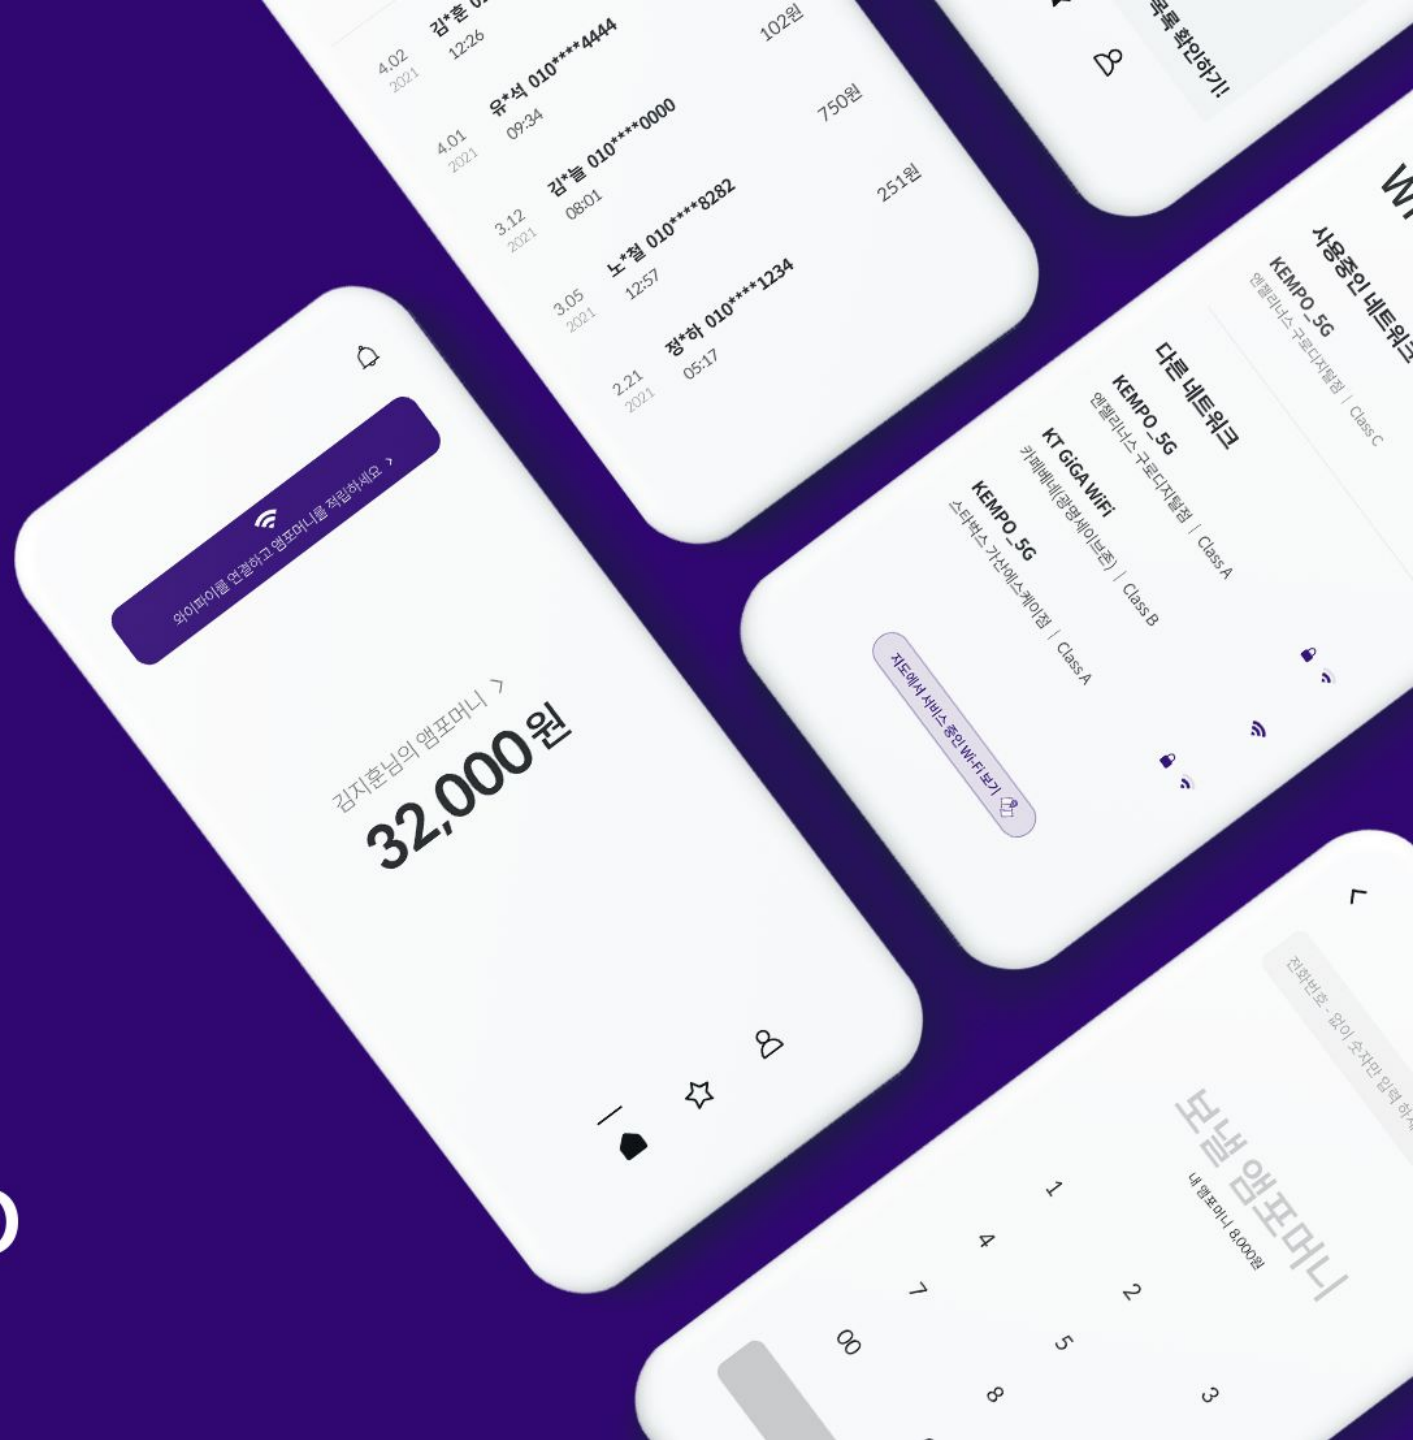 4.02 김*훈
2021 12:26
4.01 유*석 010****4444 102원
2021 09:34
3.12 김*늘 010****0000 750원
2021 08:01
3.05 노*철 010****8282 251원
2021 12:57
2.21 정*하 010****1234
2021 05:17
목록 확인하기!
와이파이를 연결하고 앰포머니를 적립하세요 >
김지훈님의 앰포머니 >
32,000원
Wi
사용중인 네트워크
KEMPO_5G
엔젤리너스 구로디지털점 | Class C
다른 네트워크
KEMPO_5G
엔젤리너스 구로디지털점 | Class A
KT GiGA WiFi
카페베네(광명세이브존) | Class B
KEMPO_5G
스타벅스 가산에스케이점 | Class A
지도에서 서비스 중인 Wi-Fi 보기
전화번호 - 없이 숫자만 입력 하세
보낼 앰포머니
내 앰포머니 8,000원
1 2 3
4 5
7 8
00